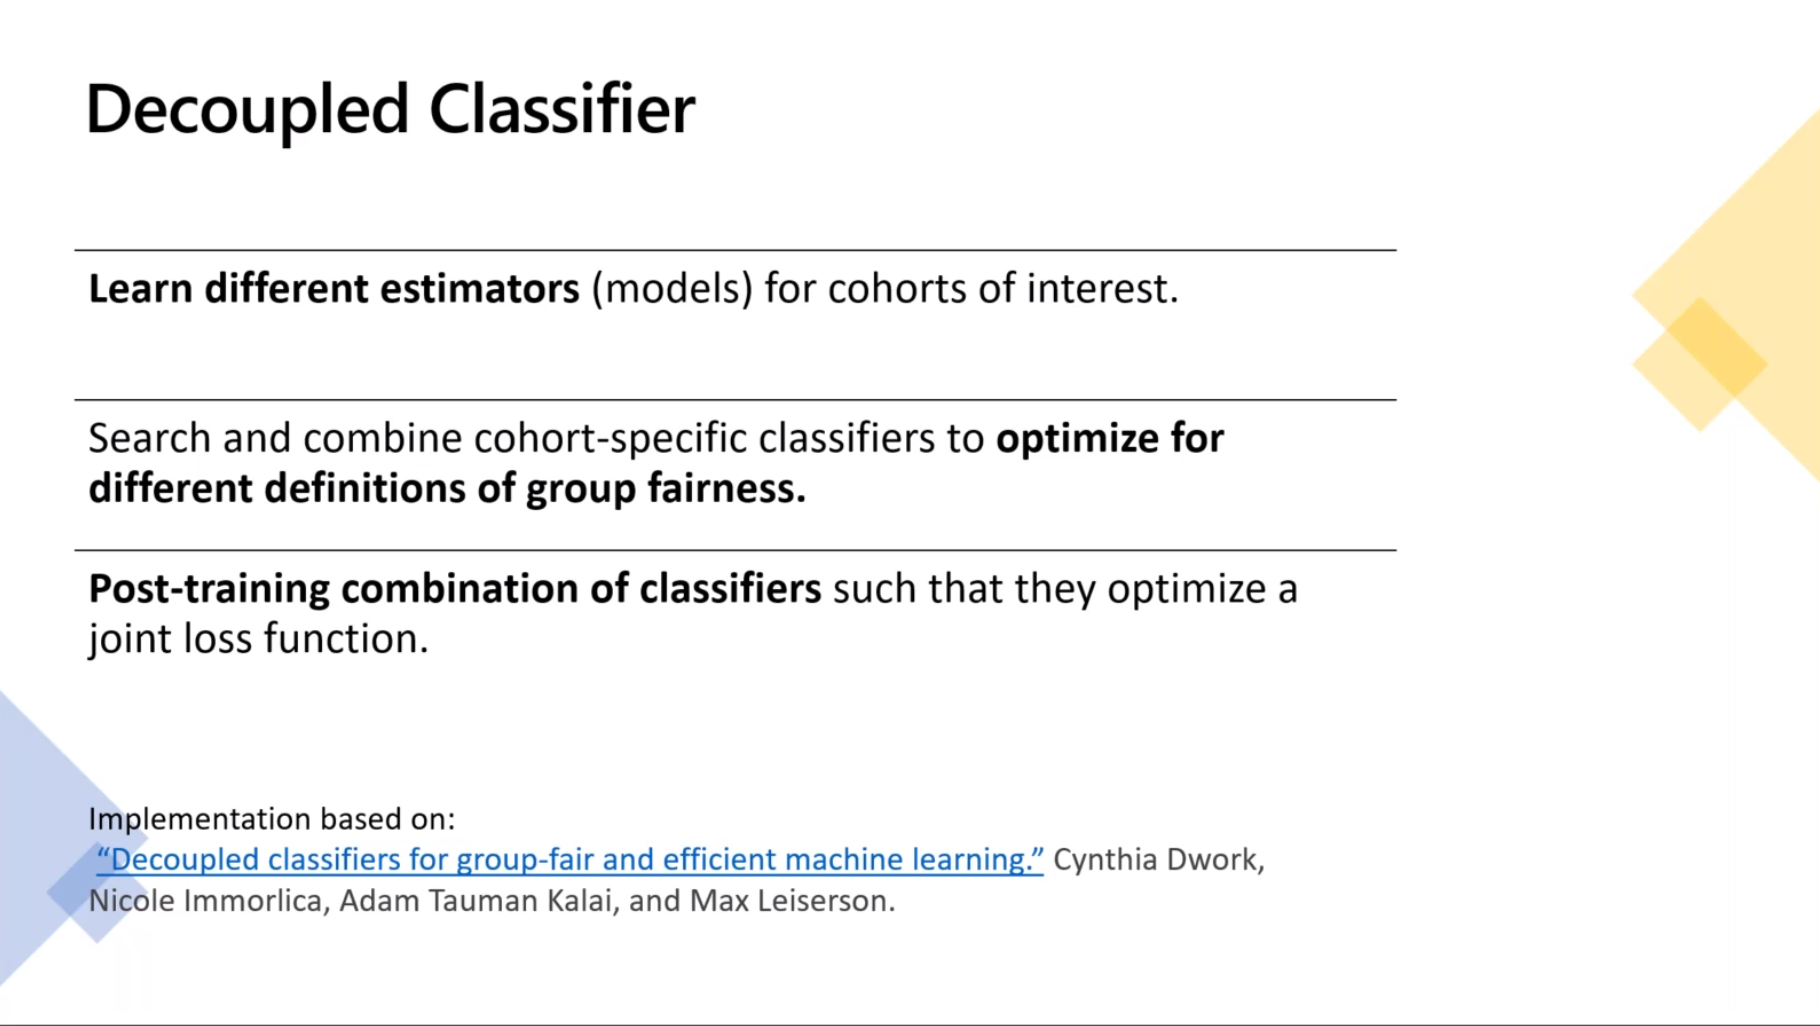 Decoupled Classifier
Learn different estimators (models) for cohorts of interest.
Search and combine cohort-specific classifiers to optimize for
different definitions of group fairness.
Post-training combination of classifiers such that they optimize a
joint loss function.
Implementation based on:
“Decoupled classifiers for group-fair and efficient machine learning.” Cynthia Dwork,
Nicole Immorlica, Adam Tauman Kalai, and Max Leiserson.